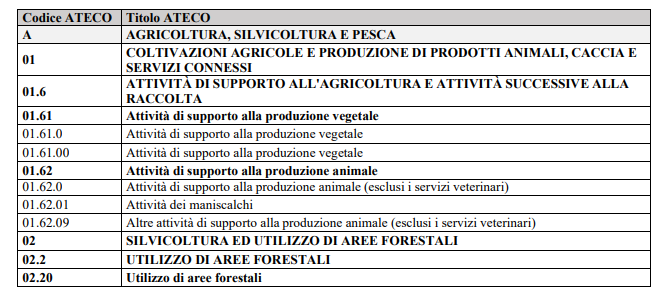 Codice ATECO Titolo ATECO
A AGRICOLTURA, SILVICOLTURA E PESCA
01 COLTIVAZIONI AGRICOLE E PRODUZIONE DI PRODOTTI ANIMALI, CACCIA E
SERVIZI CONNESSI
01.6 ATTIVITÀ DI SUPPORTO ALL'AGRICOLTURA E ATTIVITÀ SUCCESSIVE ALLA
RACCOLTA
01.61 Attività di supporto alla produzione vegetale
01.61.0 Attività di supporto alla produzione vegetale
01.61.00 Attività di supporto alla produzione vegetale
01.62 Attività di supporto alla produzione animale
01.62.0 Attività di supporto alla produzione animale (esclusi i servizi veterinari)
01.62.01 Attività dei maniscalchi
01.62.09 Altre attività di supporto alla produzione animale (esclusi i servizi veterinari)
02 SILVICOLTURA ED UTILIZZO DI AREE FORESTALI
02.2 UTILIZZO DI AREE FORESTALI
02.20 Utilizzo di aree forestali